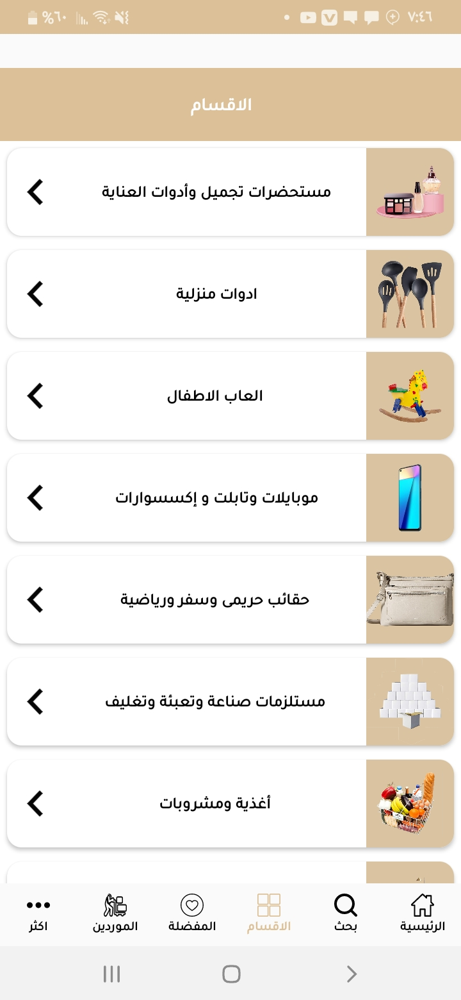 ٧:٤٦
%٦٠
الاقسام
مستحضرات تجميل وأدوات العناية
ادوات منزلية
العاب الاطفال
موبايلات وتابلت و إكسسوارات
حقائب حريمى وسفر ورياضية
مستلزمات صناعة وتعبئة وتغليف
أغذية ومشروبات
الرئيسية
بحث
الاقسام
المفضلة
الموردين
اكثر